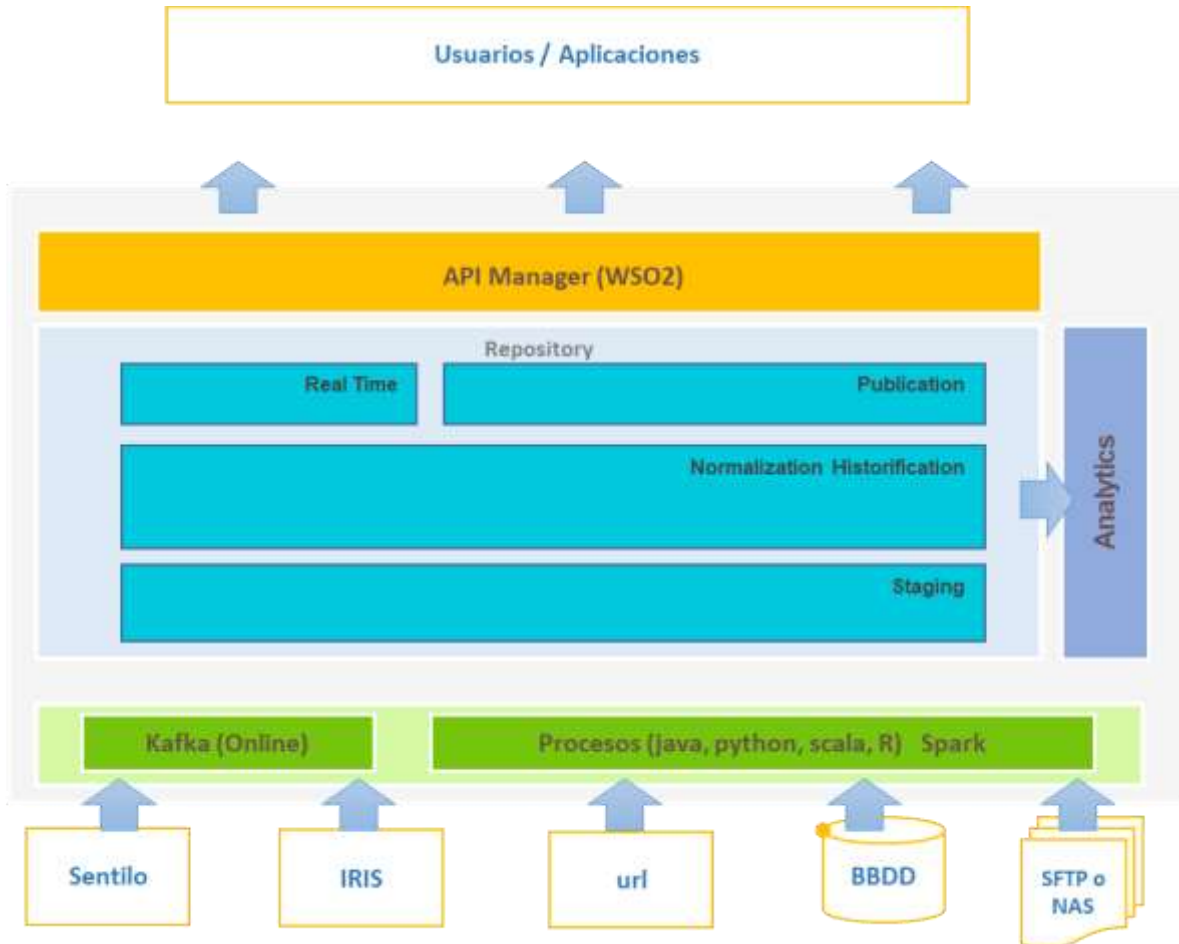 Usuarios / Aplicaciones
API Manager (WSO2)
Repository
Real Time
Publication
Normalization Historification
Staging
Analytics
Kafka (Online)
Procesos (java, python, scala, R) Spark
Sentilo
IRIS
url
BBDD
SFTP o
NAS